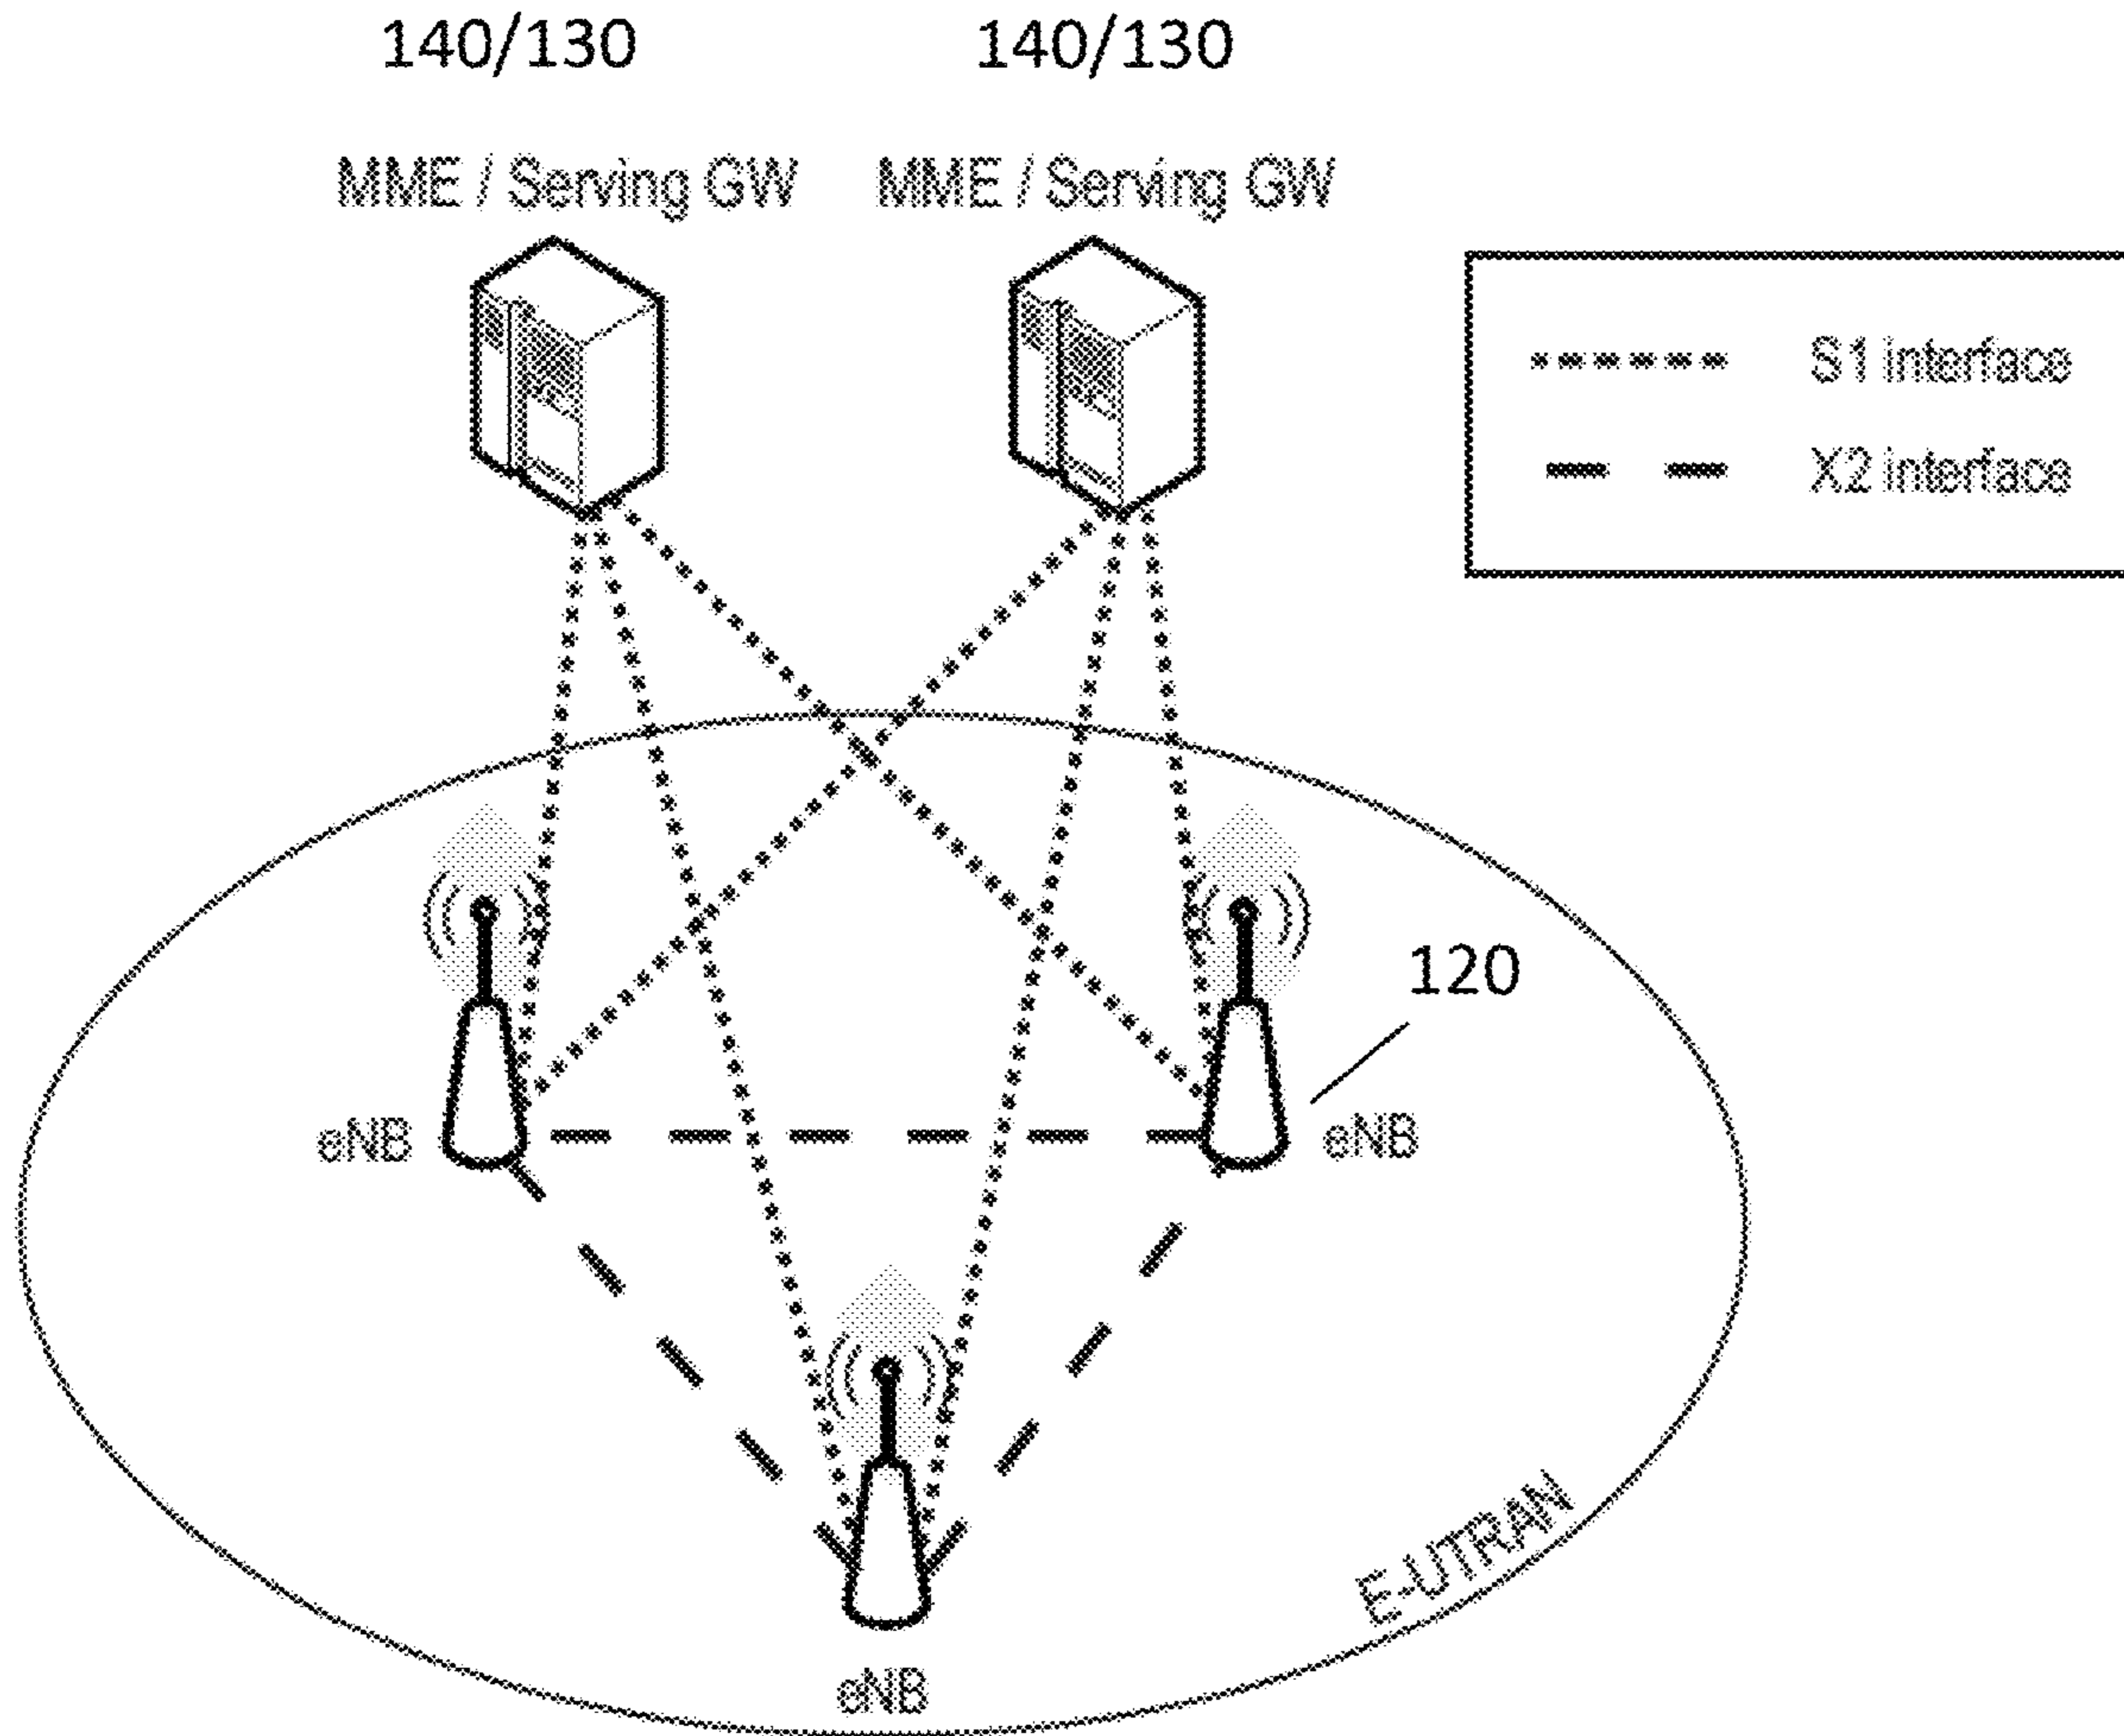 140/130
140/130
MME / Serving GW
MME / Serving GW
S1 interface
X2 interface
120
eNB
eNB
E-UTRAN
eNB